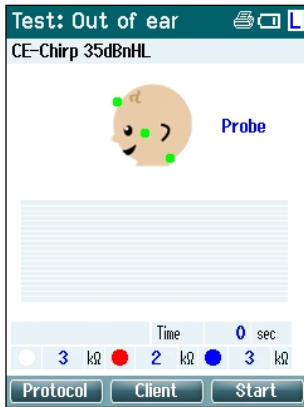 Test: Out of ear L
CE-Chirp 35dBnHL
Probe
Time 0 sec
3 kΩ 2 kΩ 3 kΩ
Protocol Client Start